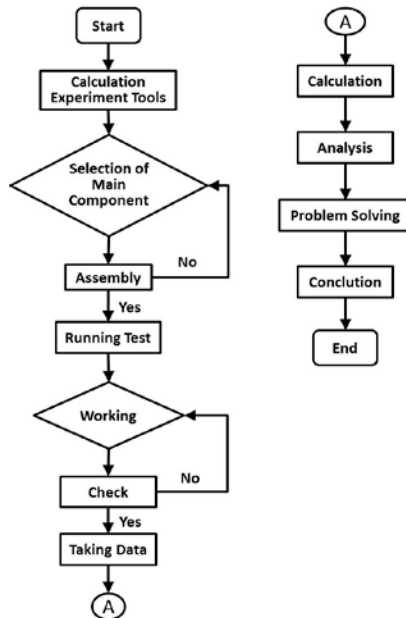 Start
Calculation
Experiment Tools
Selection of
Main
Component
No
Assembly
Yes
Running Test
Working
No
Check
Yes
Taking Data
A
A
Calculation
Analysis
Problem Solving
Conclution
End